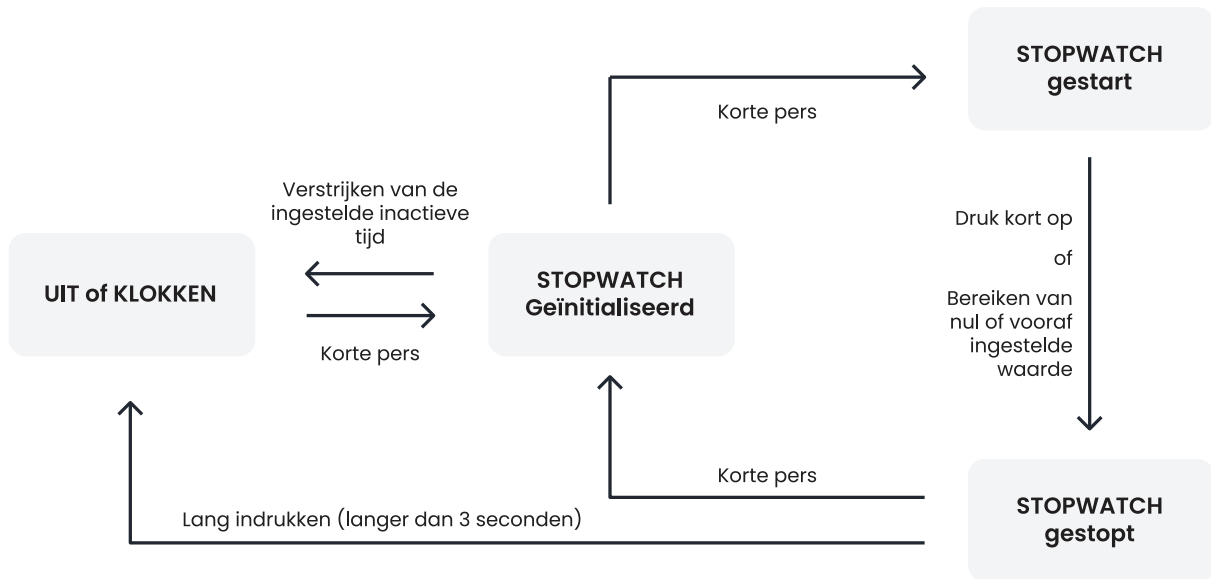 STOPWATCH
gestart
Korte pers
Verstrijken van de
ingestelde inactieve
tijd
Druk kort op
of
UIT of KLOKKEN
STOPWATCH
Geïnitialiseerd
Bereiken van
nul of vooraf
ingestelde
waarde
Korte pers
Korte pers
Lang indrukken (langer dan 3 seconden)
STOPWATCH
gestopt